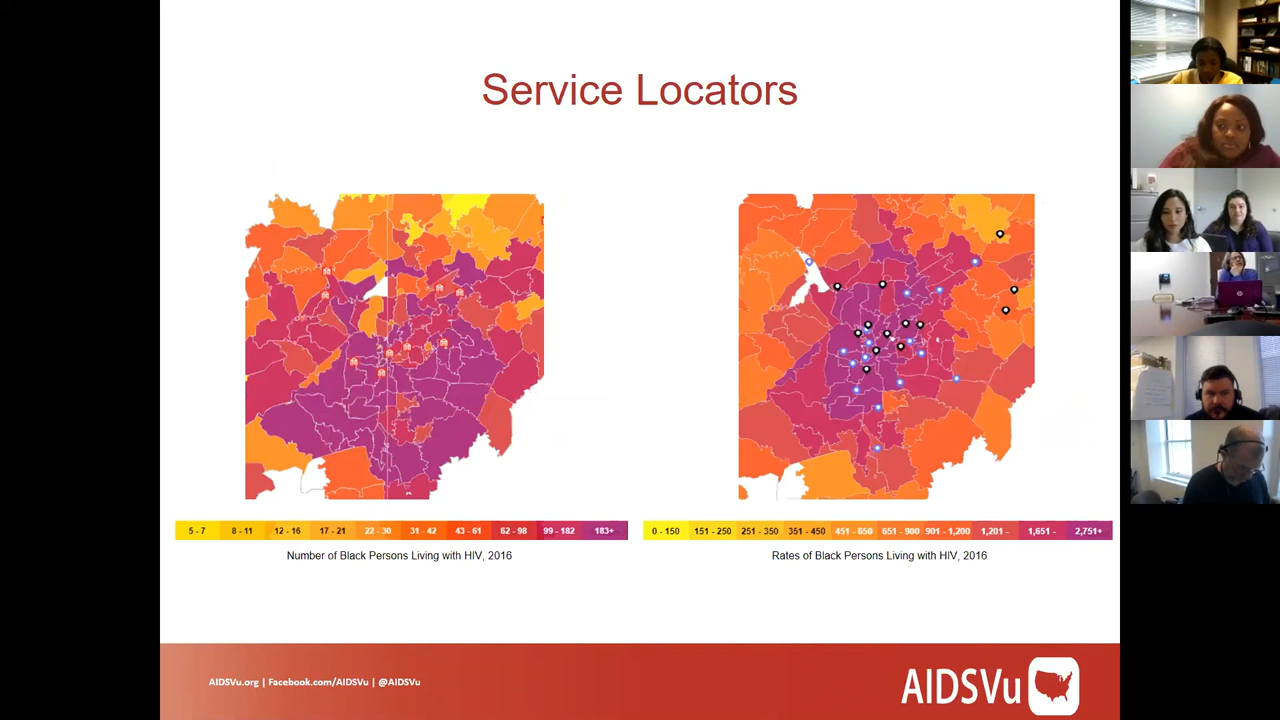 Service Locators
5 - 7 8 - 11 12 - 16 17 - 21 22 - 30 31 - 42 43 - 61 62 - 98 99 - 182 183+
0 - 150 151 - 250 251 - 350 351 - 450 451 - 650 651 - 900 901 - 1,200 1,201 - 1,651 - 2,751+
Number of Black Persons Living with HIV, 2016
Rates of Black Persons Living with HIV, 2016
AIDSVu.org | Facebook.com/AIDSVu | @AIDSVu
AIDSVu